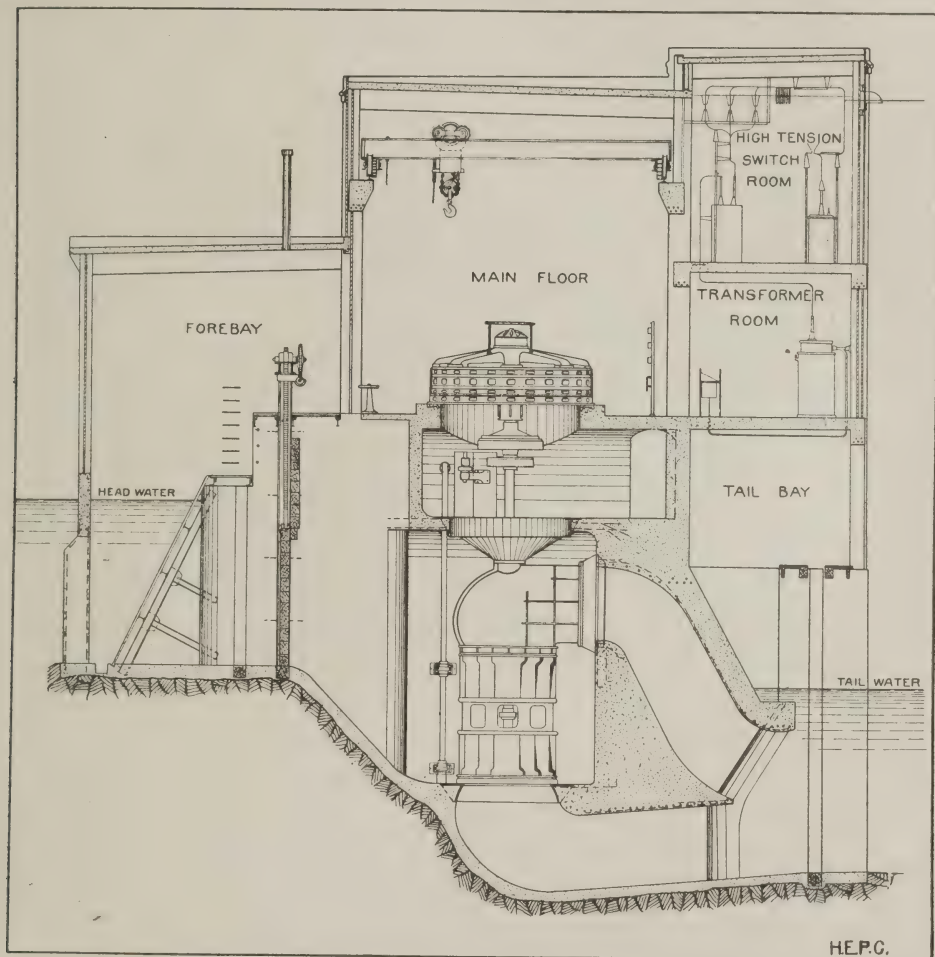 HIGH TENSION
SWITCH
ROOM
MAIN FLOOR
TRANSFORMER
ROOM
FOREBAY
HEAD WATER
TAIL BAY
TAIL WATER
H.E.P.C.